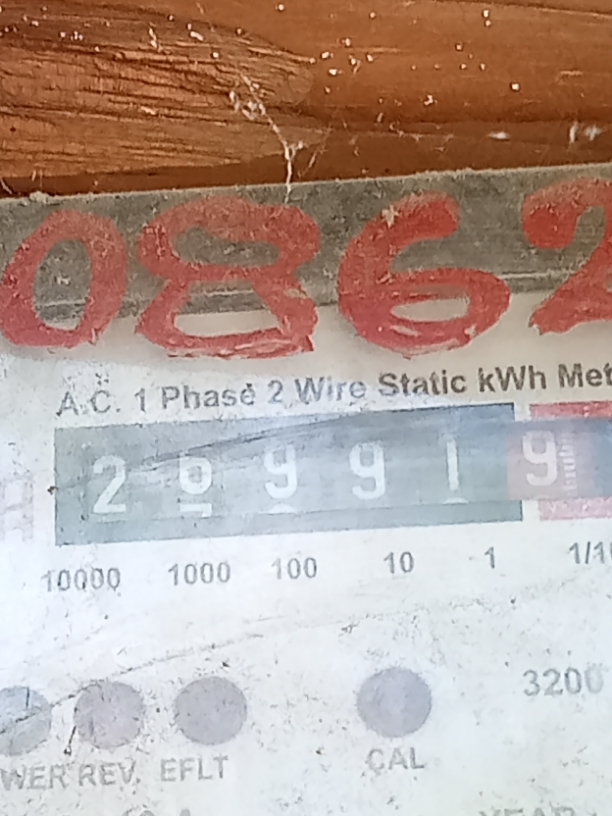 0862
A.C. 1 Phase 2 Wire Static kWh Met
2 9 9 1 9
10000 1000 100 10 1 1/1
3200
WER REV. EFLT CAL